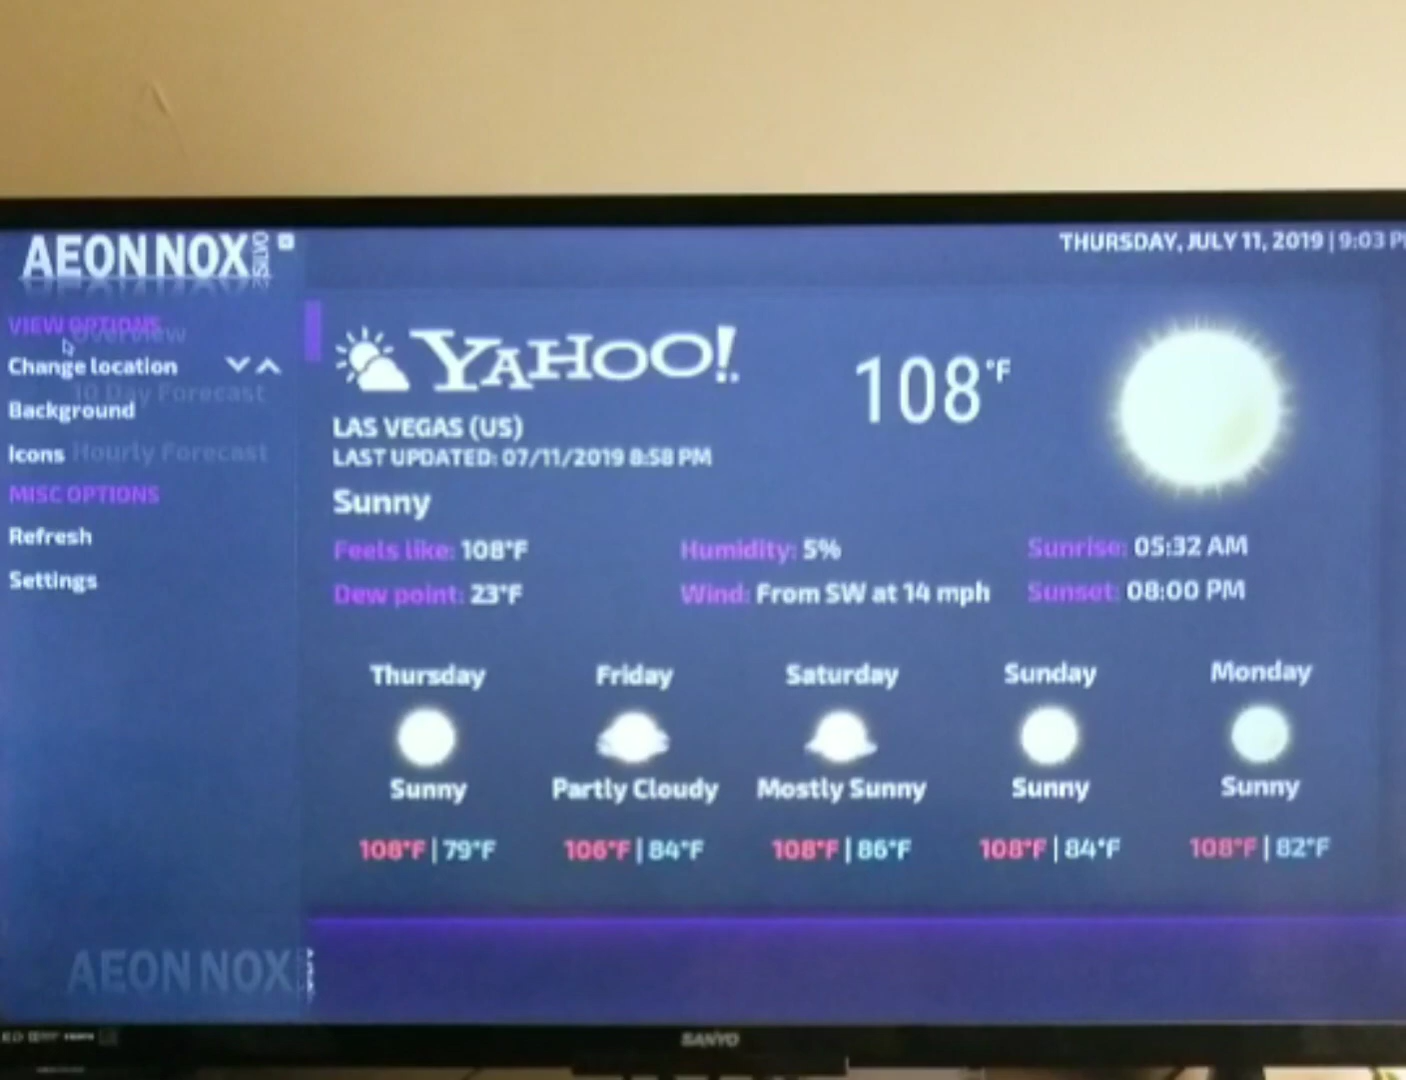 AEON NOX
THURSDAY, JULY 11, 2019 | 9:03 P
VIEW OPTIONS
Overview
Change location
10 Day Forecast
Background
Icons
Hourly Forecast
MISC OPTIONS
Refresh
Settings
YAHOO!
108°F
LAS VEGAS (US)
LAST UPDATED: 07/11/2019 8:58 PM
Sunny
Feels like: 108°F
Humidity: 5%
Sunrise: 05:32 AM
Dew point: 23°F
Wind: From SW at 14 mph
Sunset: 08:00 PM
Thursday
Friday
Saturday
Sunday
Monday
Sunny
Partly Cloudy
Mostly Sunny
Sunny
Sunny
108°F | 79°F
106°F | 84°F
108°F | 86°F
108°F | 84°F
108°F | 82°F
AEON NOX
SANYO